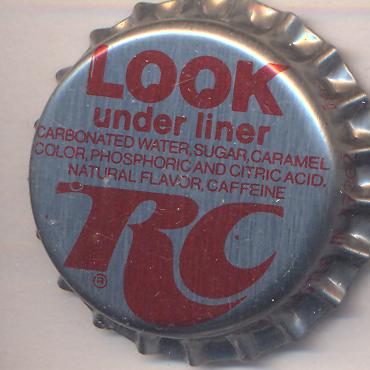 LOOK
under liner
CARBONATED WATER, SUGAR, CARAMEL
COLOR, PHOSPHORIC AND CITRIC ACID,
NATURAL FLAVOR, CAFFEINE
RC
®